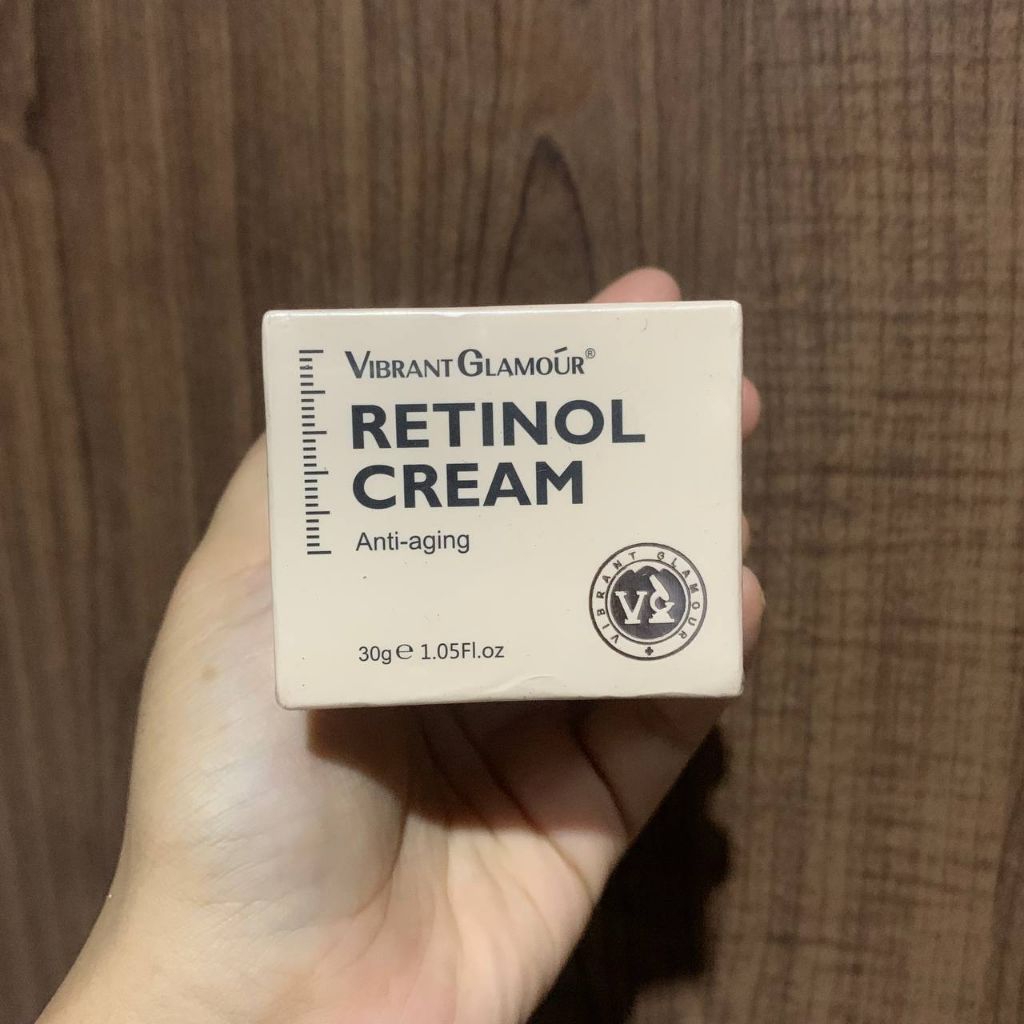 VIBRANT GLAMOUR®
RETINOL
CREAM
Anti-aging
30g ℮ 1.05Fl.oz
VIBRANT GLAMOUR
VG